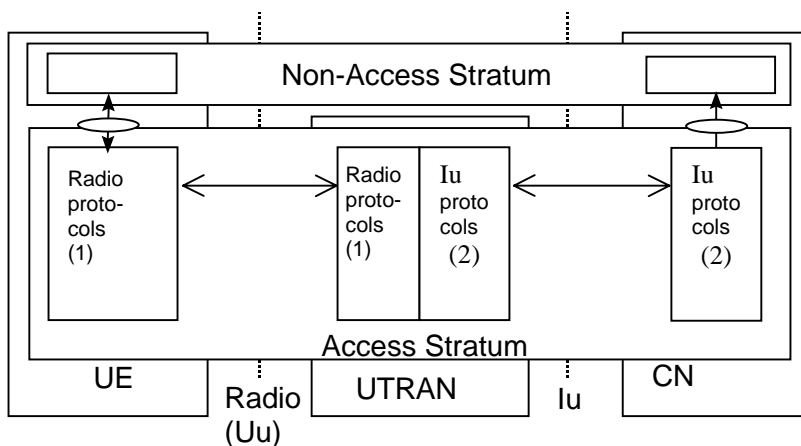 Non-Access Stratum
Radio
proto-
cols
(1)
Radio
proto-
cols
(1)
Iu
proto
cols
(2)
Iu
proto
cols
(2)
Access Stratum
UE
Radio
(Uu)
UTRAN
Iu
CN